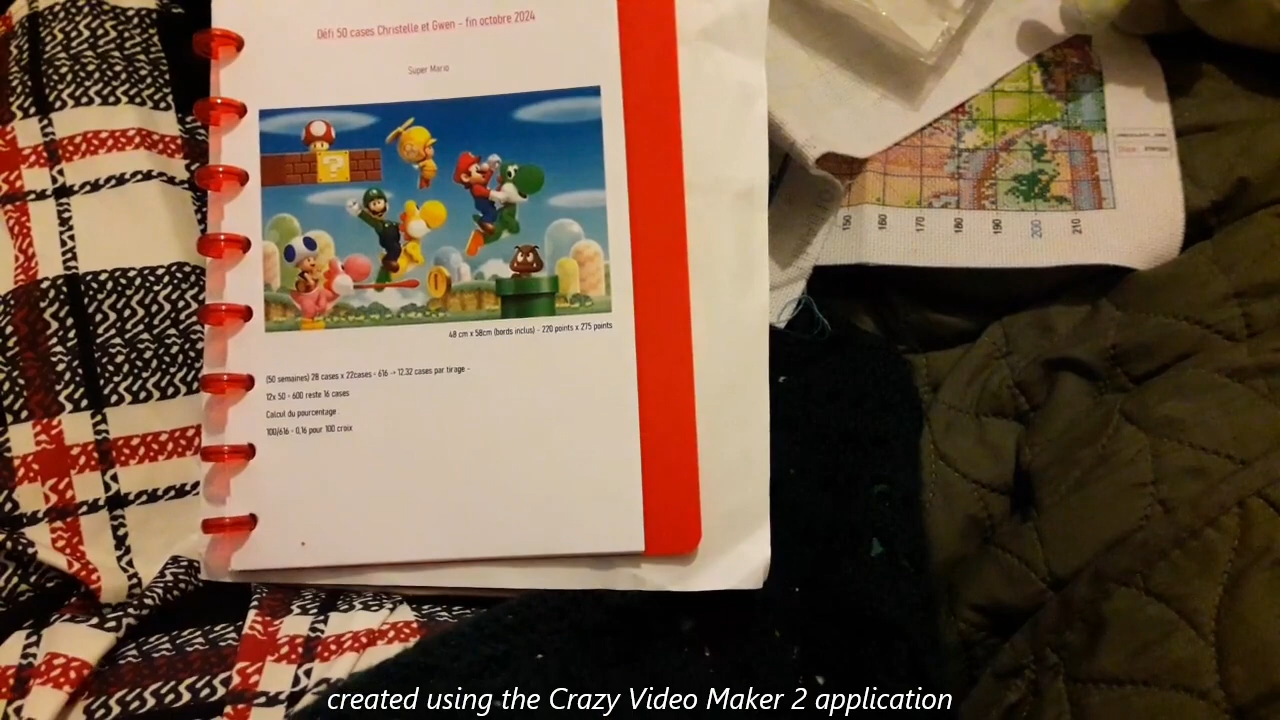 Défi 50 cases Christelle et Gwen - fin octobre 2024
Super Mario
?
48 cm x 58cm (bords inclus) - 220 points x 275 points
(50 semaines) 28 cases x 22cases = 616 -> 12.32 cases par tirage -
12x 50 = 600 reste 16 cases
Calcul du pourcentage
100/616 = 0,16 pour 100 croix
150 160 170 180 190 200 210
created using the Crazy Video Maker 2 application